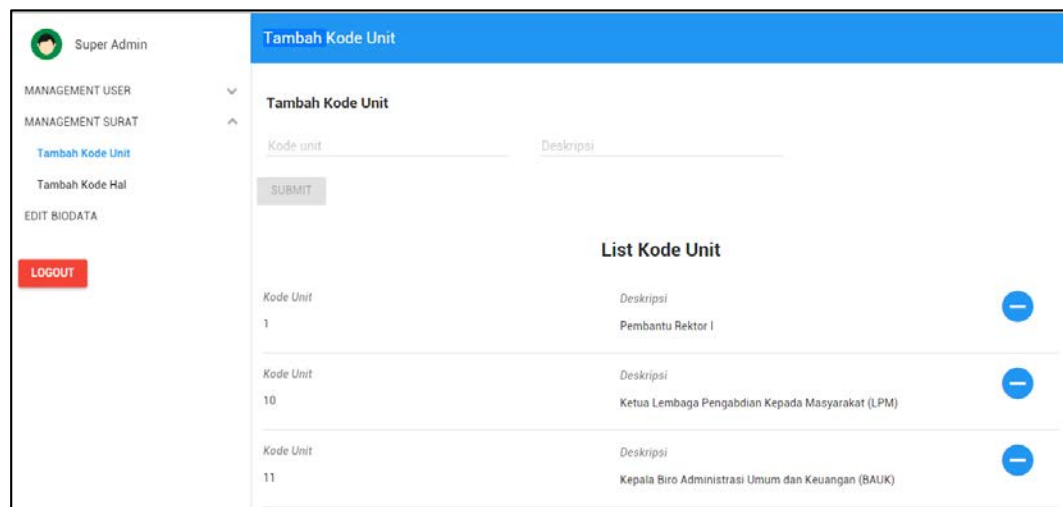 Super Admin
MANAGEMENT USER
MANAGEMENT SURAT
Tambah Kode Unit
Tambah Kode Hal
EDIT BIODATA
LOGOUT
Tambah Kode Unit
Tambah Kode Unit
Kode unit Deskripsi
SUBMIT
List Kode Unit
Kode Unit Deskripsi
1 Pembantu Rektor I
Kode Unit Deskripsi
10 Ketua Lembaga Pengabdian Kepada Masyarakat (LPM)
Kode Unit Deskripsi
11 Kepala Biro Administrasi Umum dan Keuangan (BAUK)